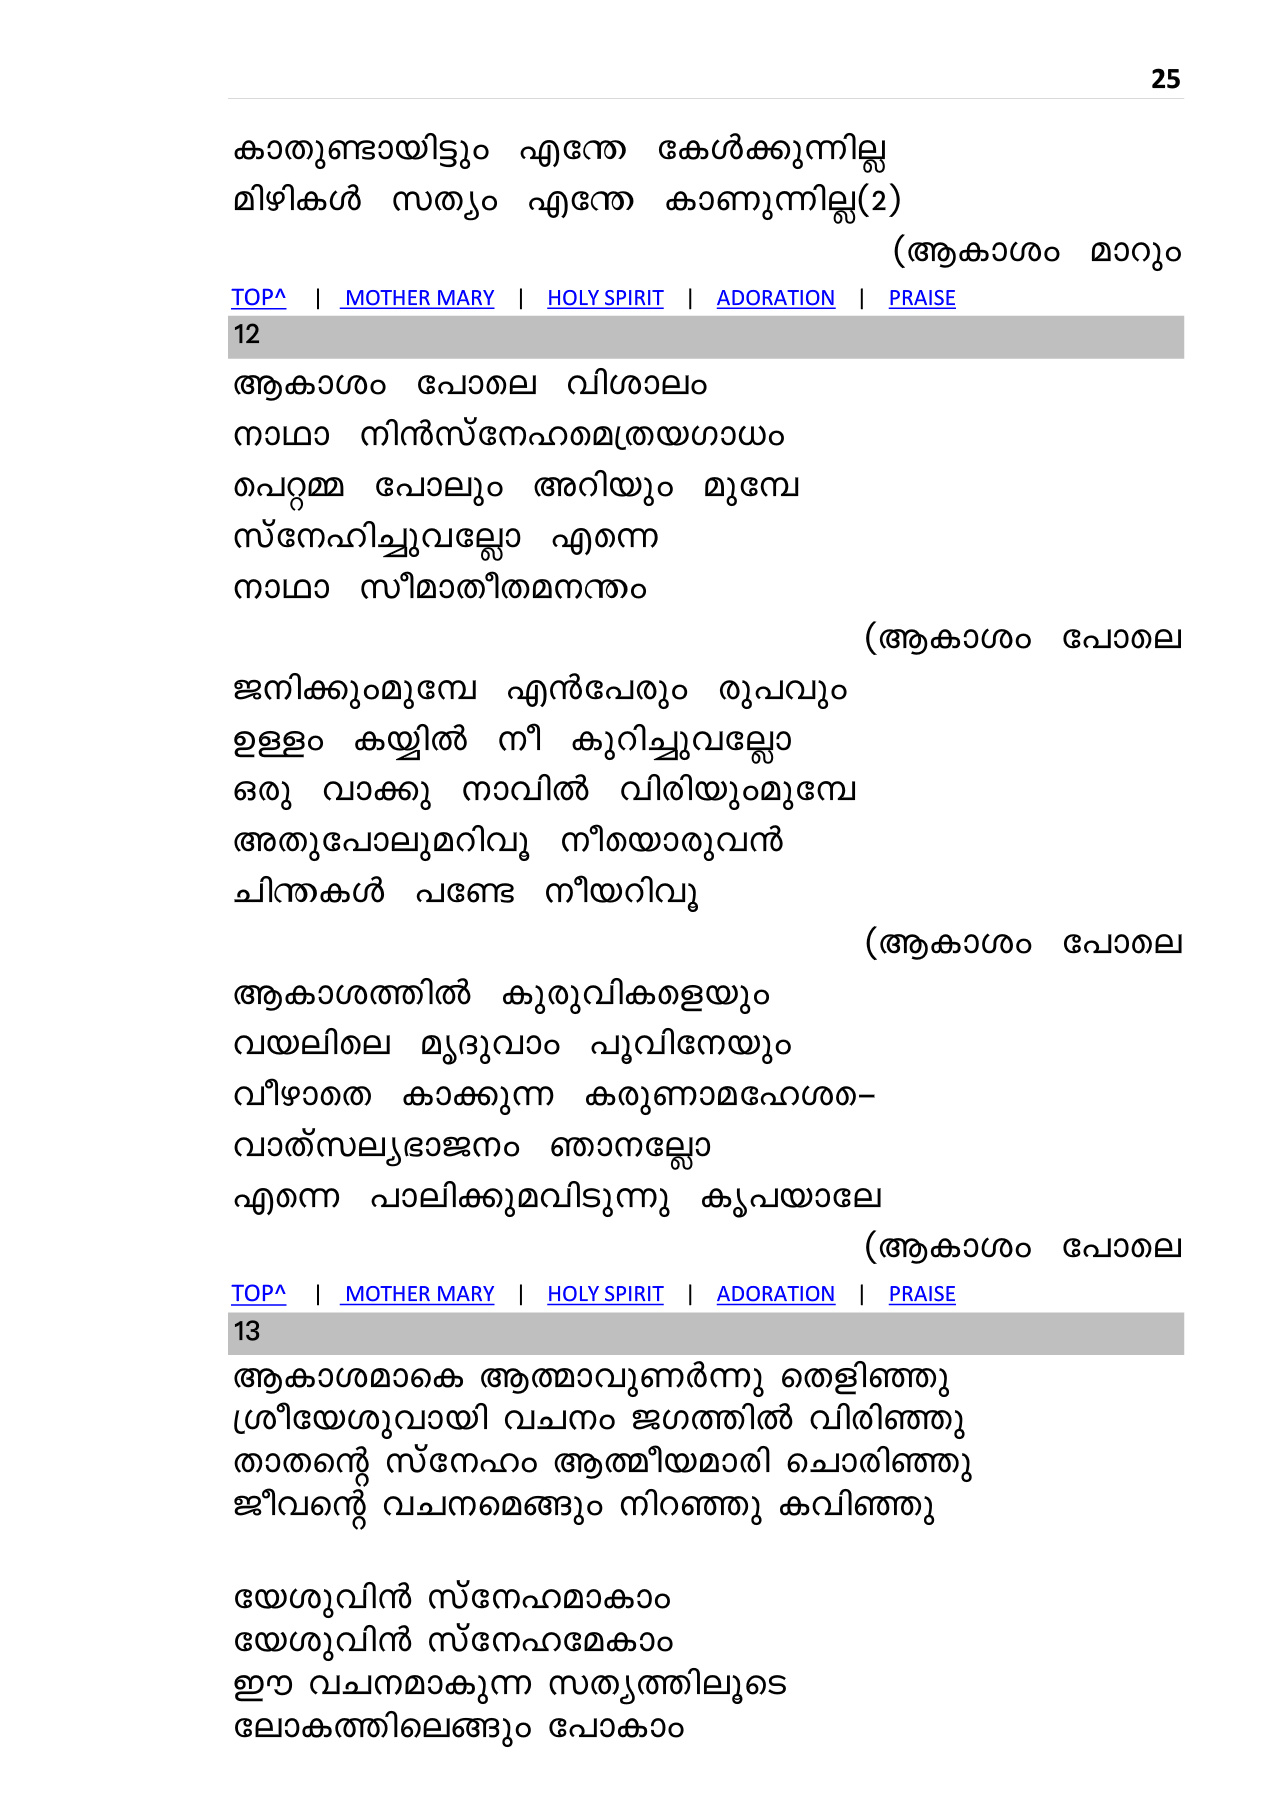 25
കാതുണ്ടായിട്ടും എന്തേ കേൾക്കുന്നില്ല
മിഴികൾ സത്യം എന്തേ കാണുന്നില്ല(2)
(ആകാശം മാറും
TOP^ | MOTHER MARY | HOLY SPIRIT | ADORATION | PRAISE
12
ആകാശം പോലെ വിശാലം
നാഥാ നിൻസ്നേഹമെത്രയഗാധം
പെറ്റമ്മ പോലും അറിയും മുമ്പേ
സ്നേഹിച്ചുവല്ലോ എന്നെ
നാഥാ സീമാതീതമനന്തം
(ആകാശം പോലെ
ജനിക്കുംമുമ്പേ എൻപേരും രുപവും
ഉള്ളം കയ്യിൽ നീ കുറിച്ചുവല്ലോ
ഒരു വാക്കു നാവിൽ വിരിയുംമുമ്പേ
അതുപോലുമറിവൂ നീയൊരുവൻ
ചിന്തകൾ പണ്ടേ നീയറിവൂ
(ആകാശം പോലെ
ആകാശത്തിൽ കുരുവികളെയും
വയലിലെ മൃദുവാം പൂവിനേയും
വീഴാതെ കാക്കുന്ന കരുണാമഹേശതെ–
വാത്സല്യഭാജനം ഞാനല്ലോ
എന്നെ പാലിക്കുമവിടുന്നു കൃപയാലേ
(ആകാശം പോലെ
TOP^ | MOTHER MARY | HOLY SPIRIT | ADORATION | PRAISE
13
ആകാശമാകെ ആത്മാവുണർന്നു തെളിഞ്ഞു
ശ്രീയേശുവായി വചനം ജഗത്തിൽ വിരിഞ്ഞു
താതന്റെ സ്നേഹം ആത്മീയമാരി ചൊരിഞ്ഞു
ജീവന്റെ വചനമെങ്ങും നിറഞ്ഞു കവിഞ്ഞു
യേശുവിൻ സ്നേഹമാകാം
യേശുവിൻ സ്നേഹമേകാം
ഈ വചനമാകുന്ന സത്യത്തിലൂടെ
ലോകത്തിലെങ്ങും പോകാം